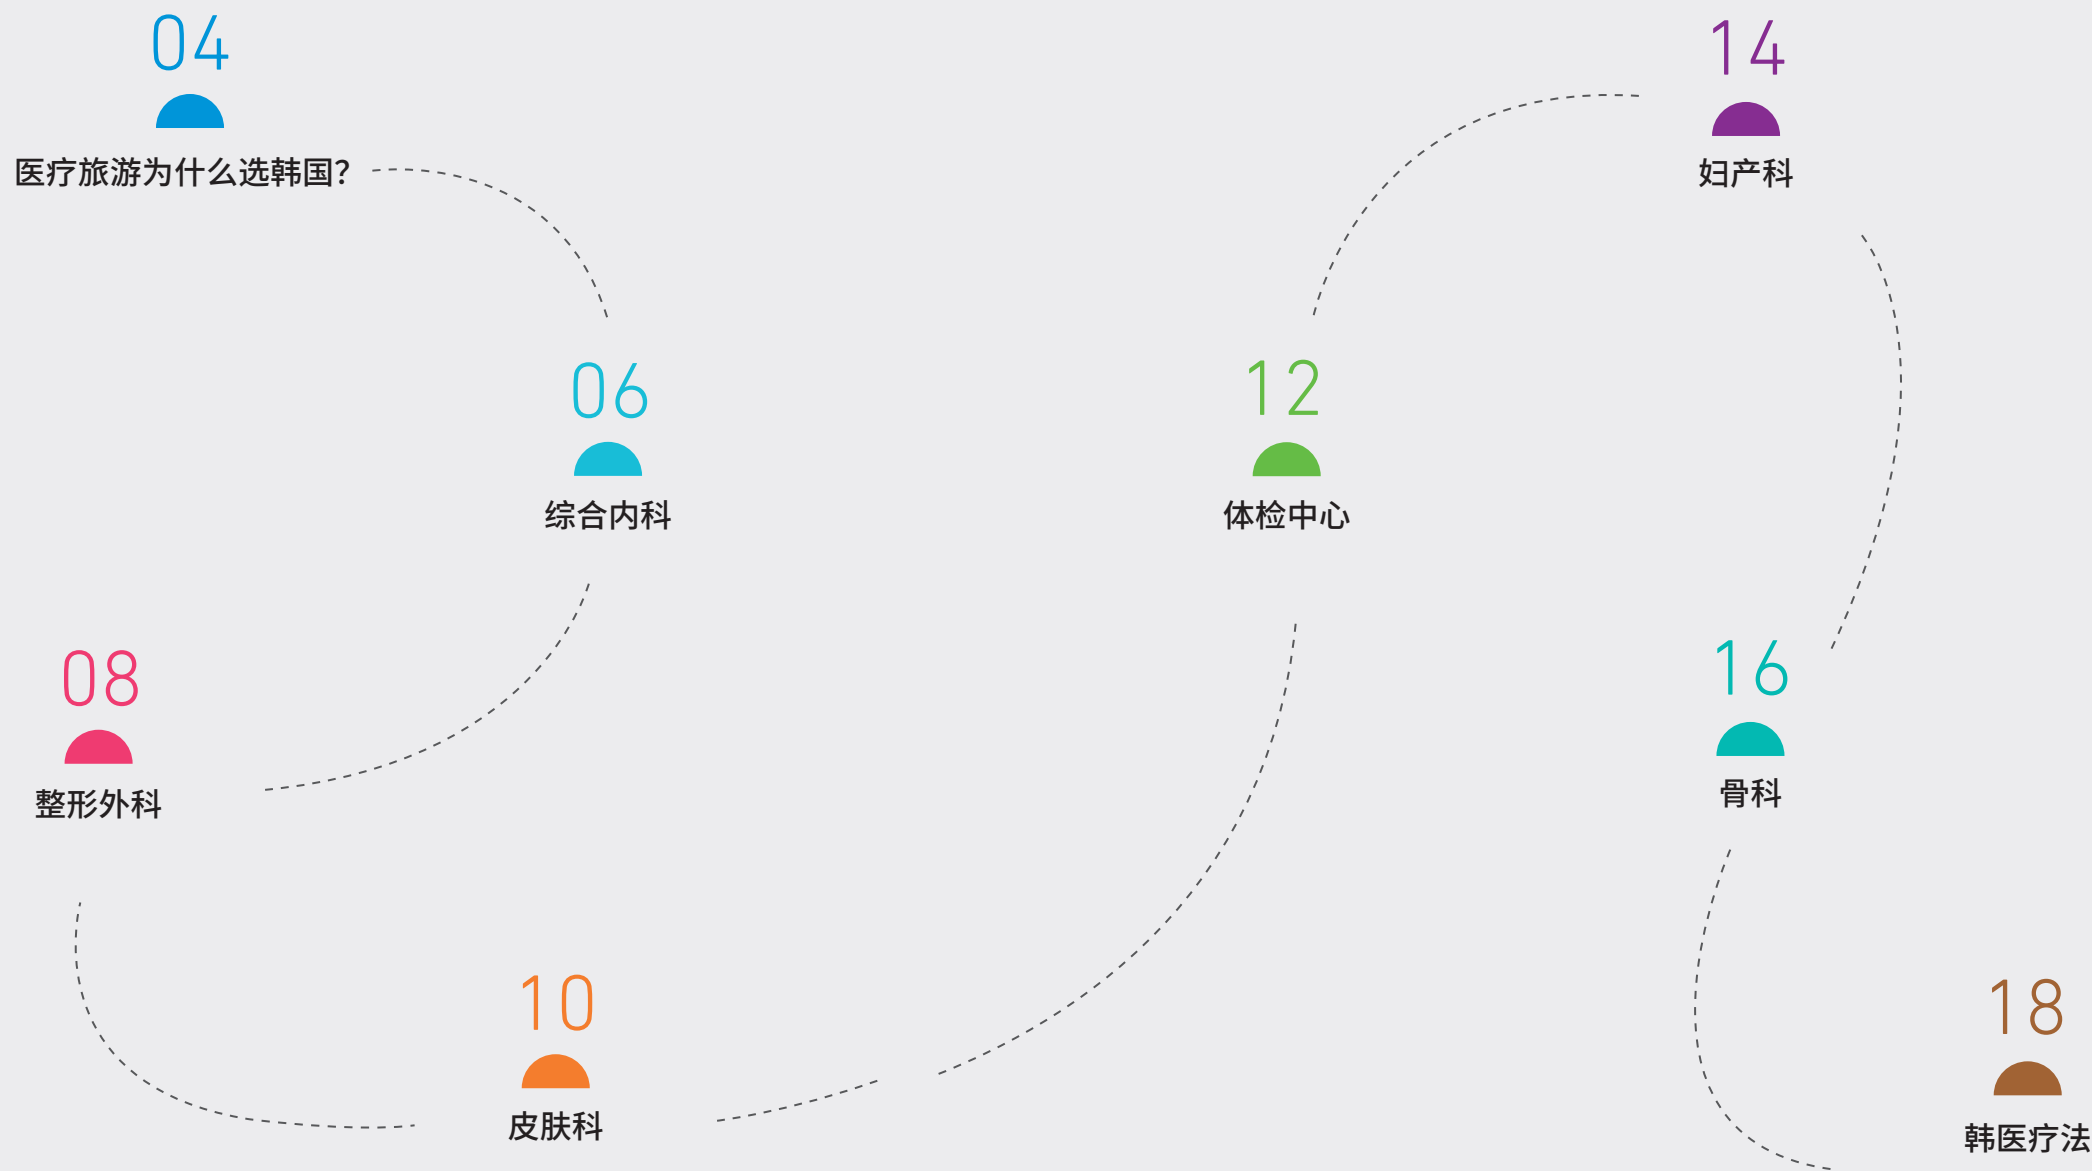 04
医疗旅游为什么选韩国？
06
综合内科
08
整形外科
10
皮肤科
12
体检中心
14
妇产科
16
骨科
18
韩医疗法